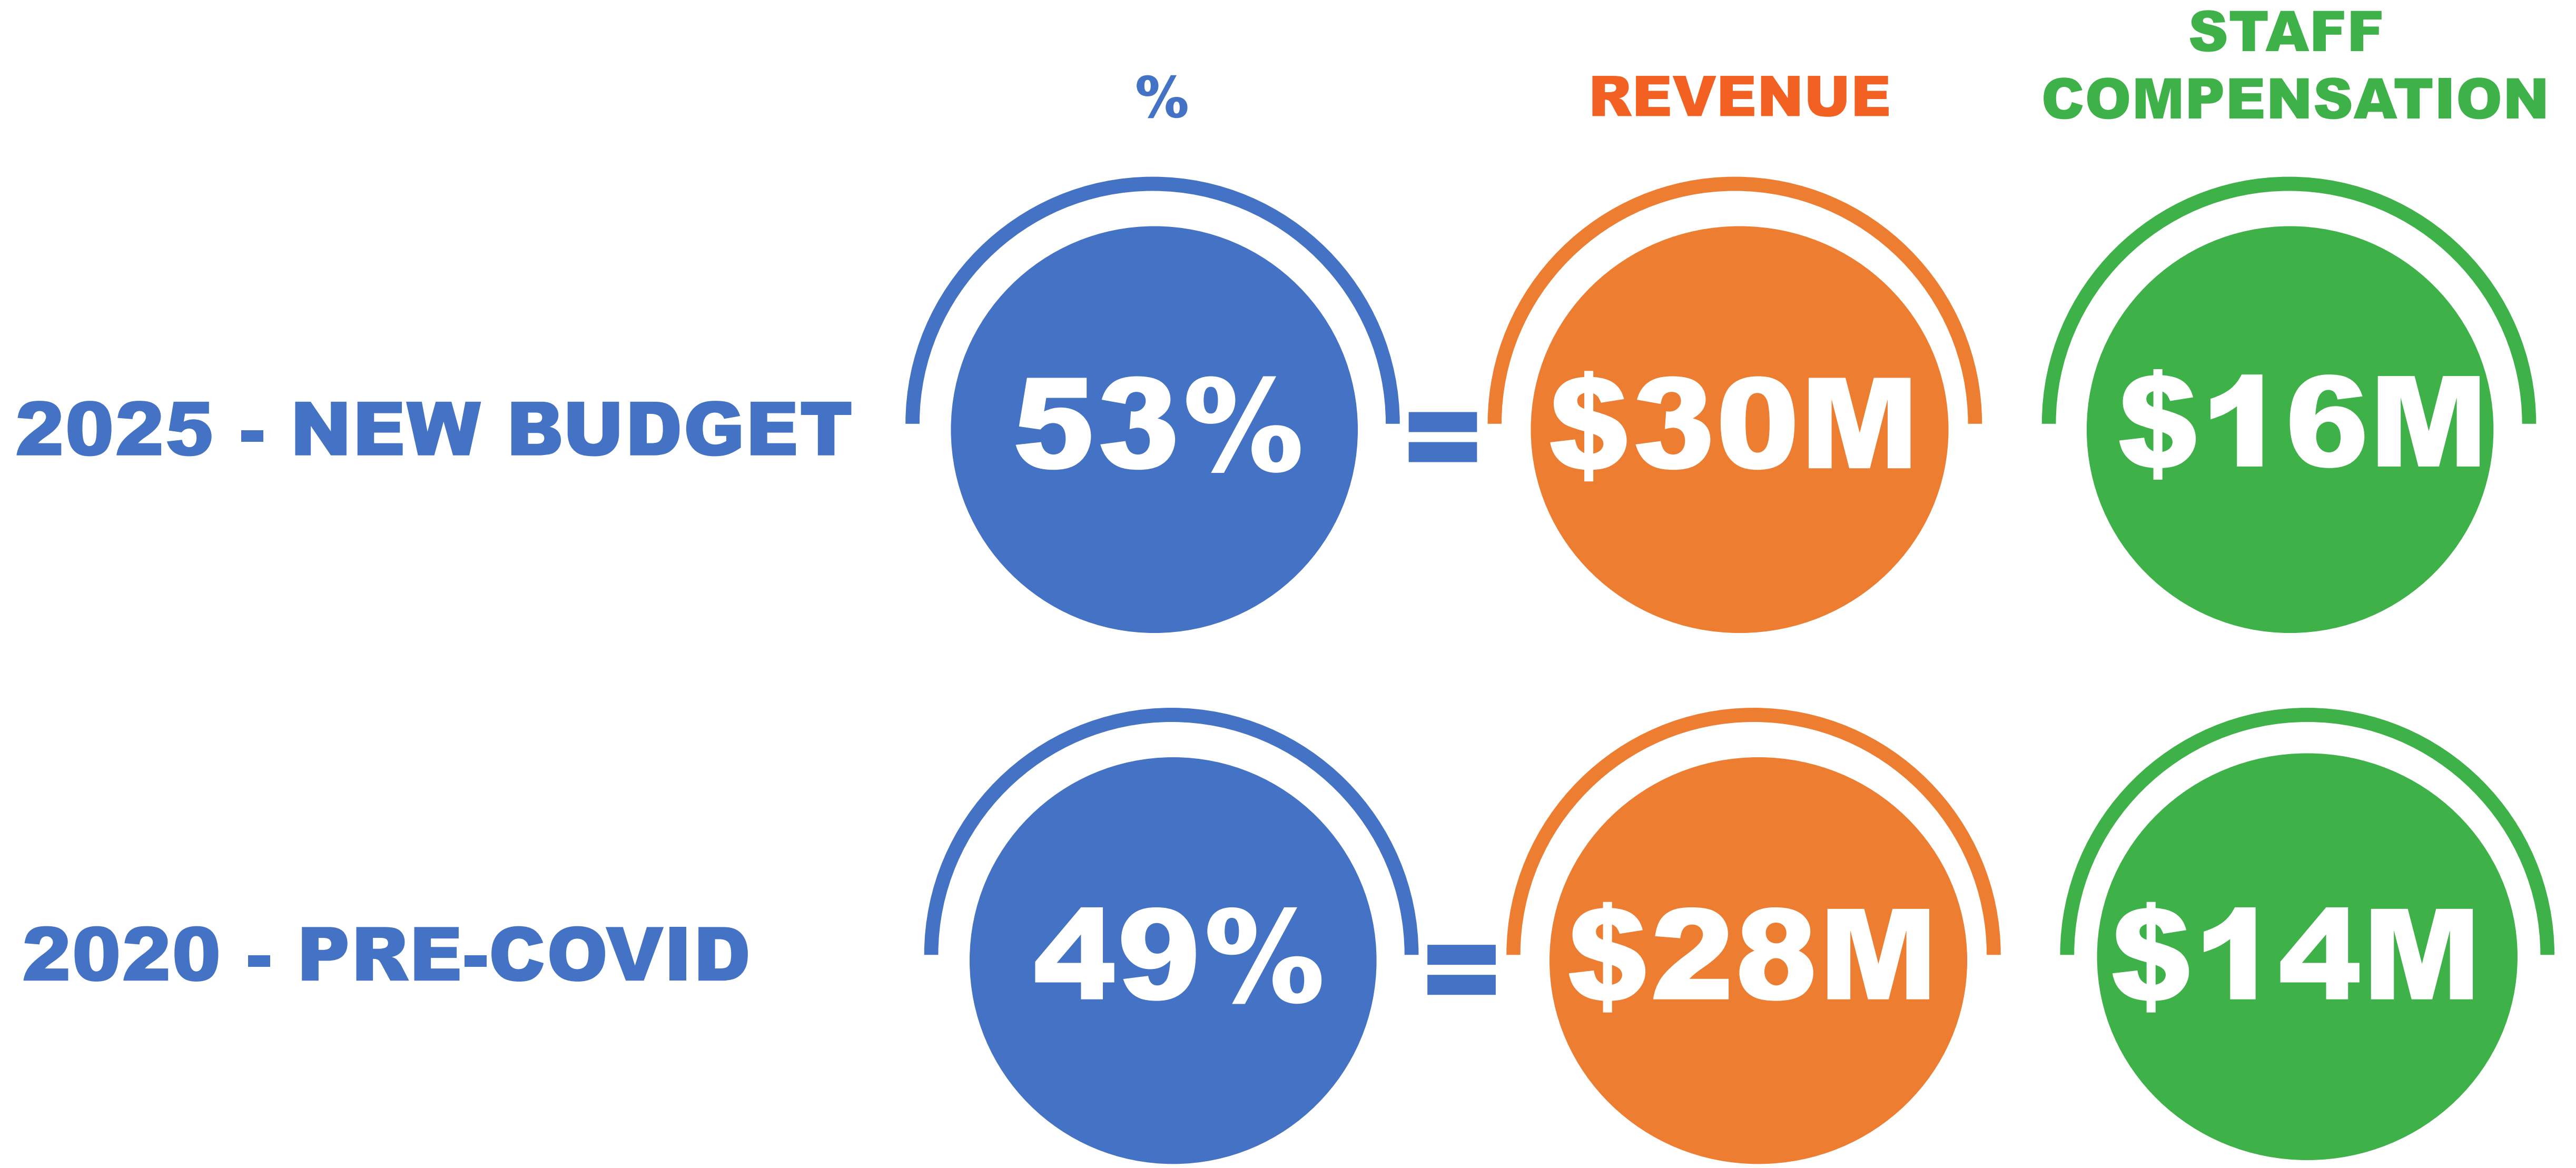 STAFF
% REVENUE COMPENSATION
2025 - NEW BUDGET 53% = $30M $16M
2020 - PRE-COVID 49% = $28M $14M